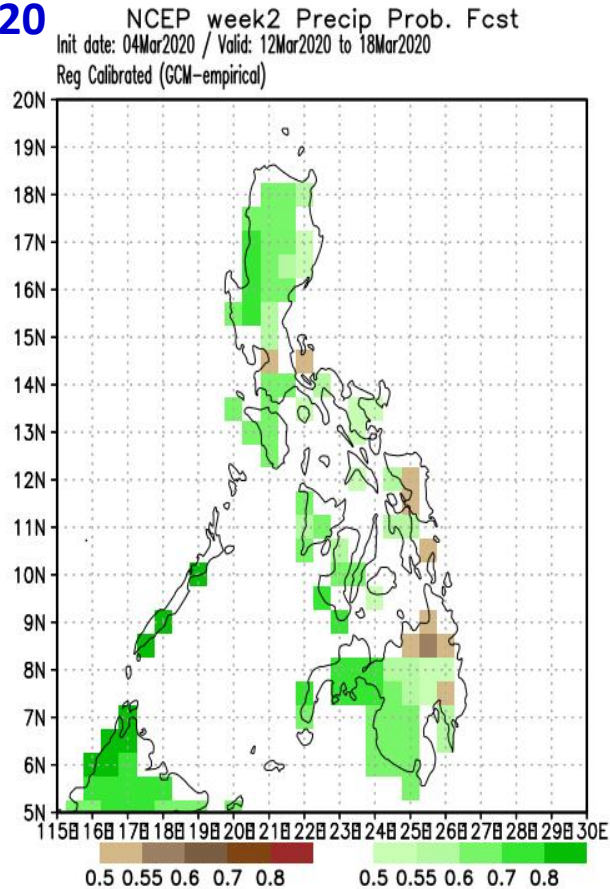 20
NCEP week2 Precip Prob. Fcst
Init date: 04Mar2020 / Valid: 12Mar2020 to 18Mar2020
Reg Calibrated (GCM-empirical)
20N
19N
18N
17N
16N
15N
14N
13N
12N
11N
10N
9N
8N
7N
6N
5N
115E 116E 117E 118E 119E 120E 121E 122E 123E 124E 125E 126E 127E 128E 129E 130E
0.5 0.55 0.6 0.7 0.8 0.5 0.55 0.6 0.7 0.8